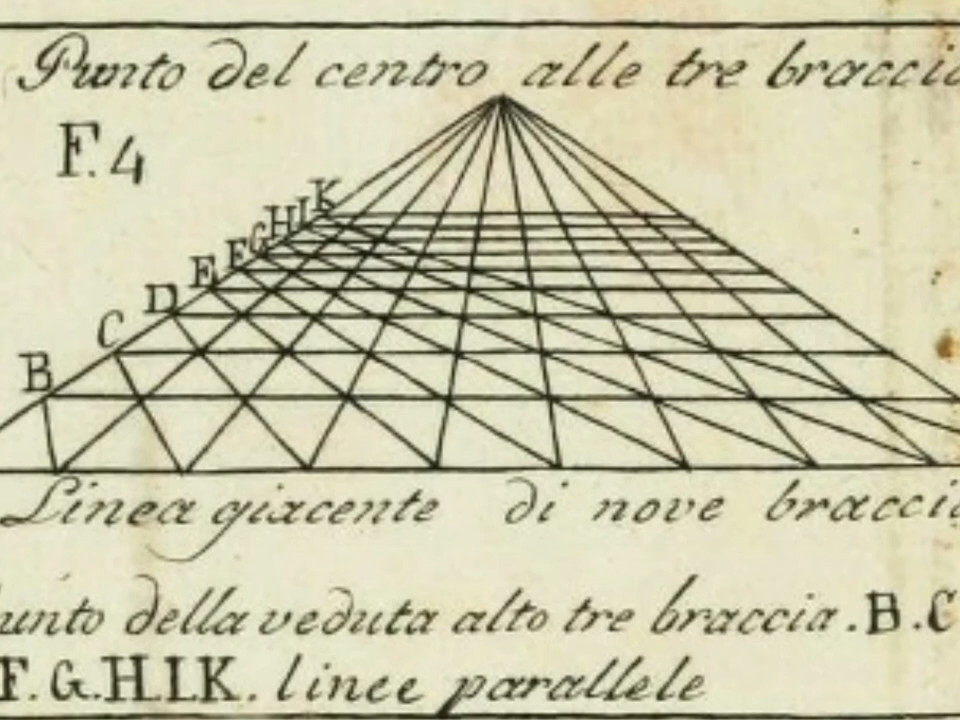 Punto del centro alle tre braccia
F.4
K
I
H
G
F
E
D
C
B
Linea giacente di nove braccia
unto della veduta alto tre braccia. B.C
F.G.H.I.K. linee parallele